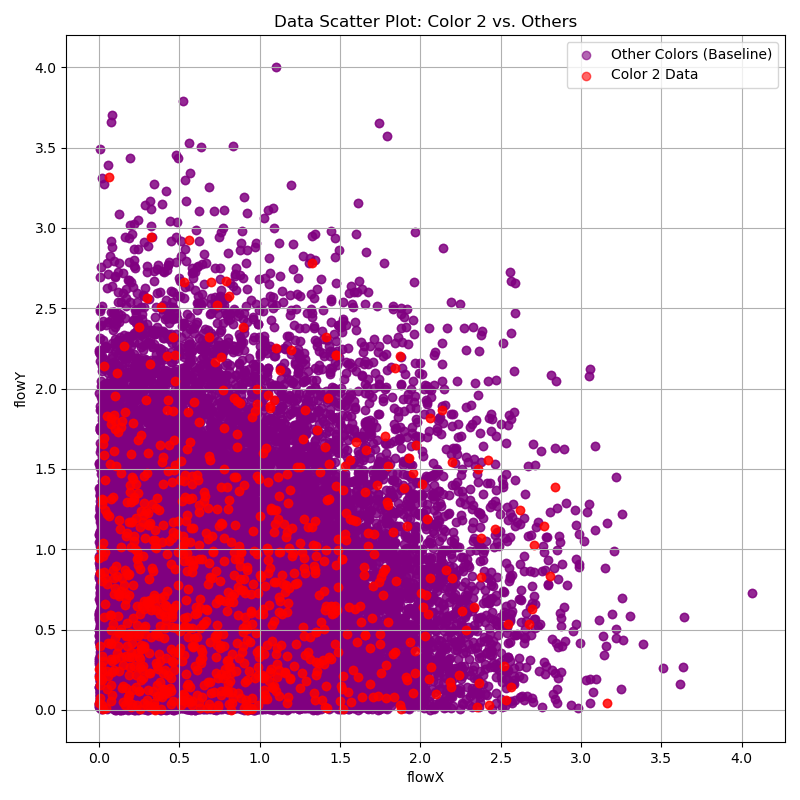 Data Scatter Plot: Color 2 vs. Others
Other Colors (Baseline)
Color 2 Data
flowY
4.0
3.5
3.0
2.5
2.0
1.5
1.0
0.5
0.0
0.0 0.5 1.0 1.5 2.0 2.5 3.0 3.5 4.0
flowX